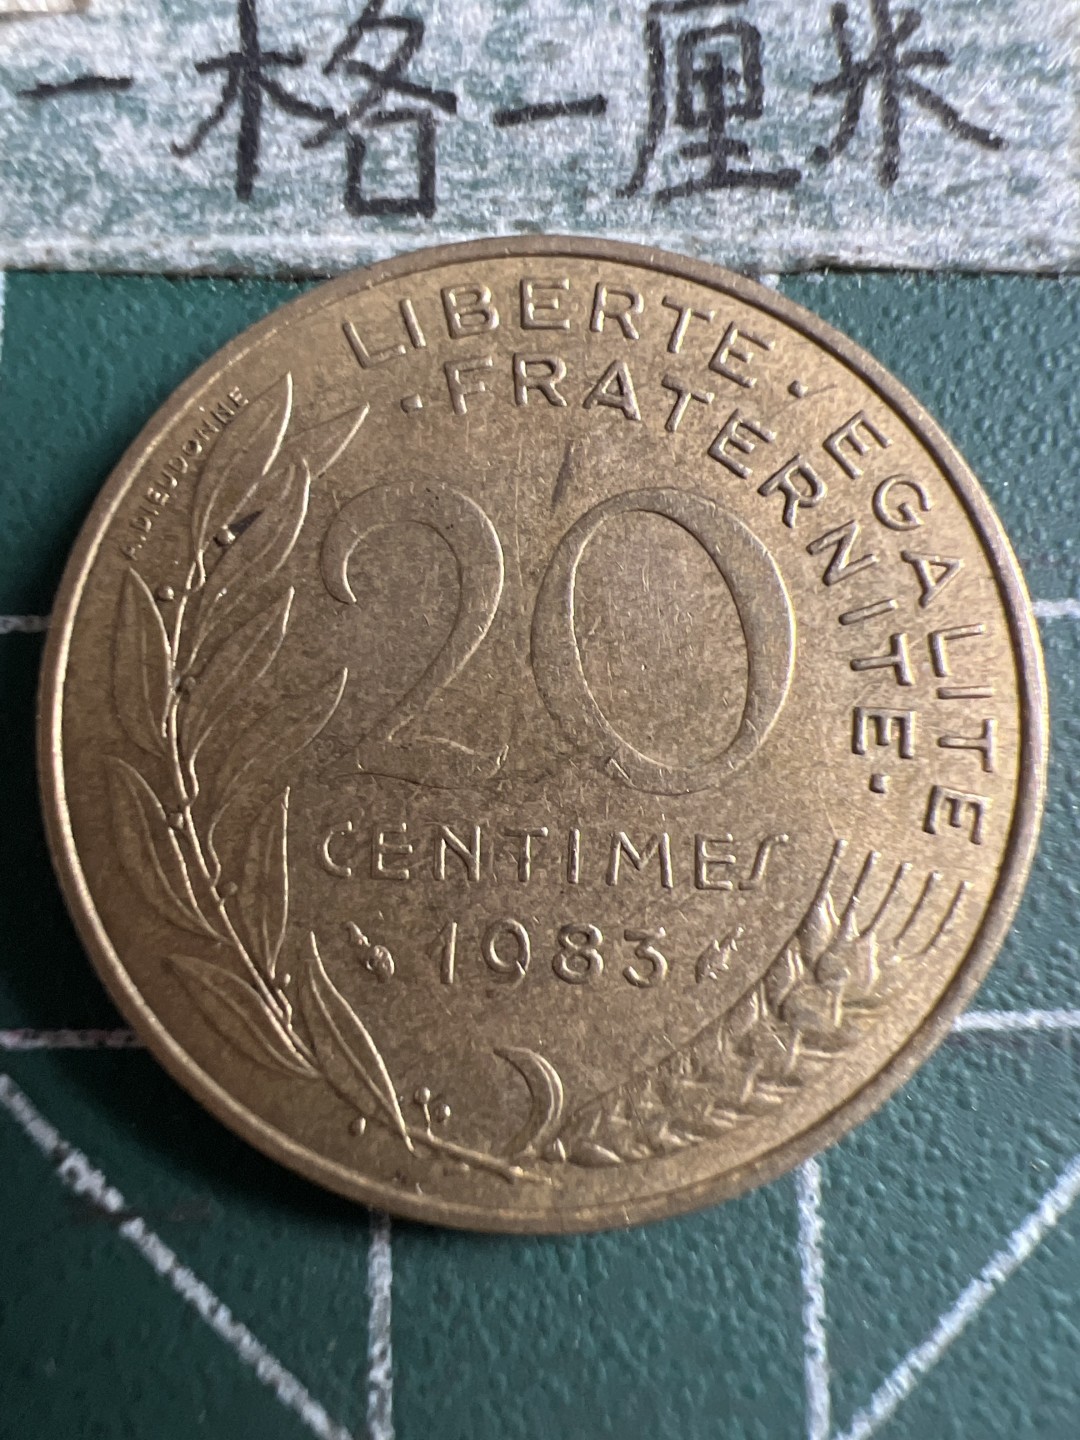 一格一厘米
LIBERTE · EGALITE
· FRATERNITE ·
A.DIEUDONNE
20
CENTIMES
1983